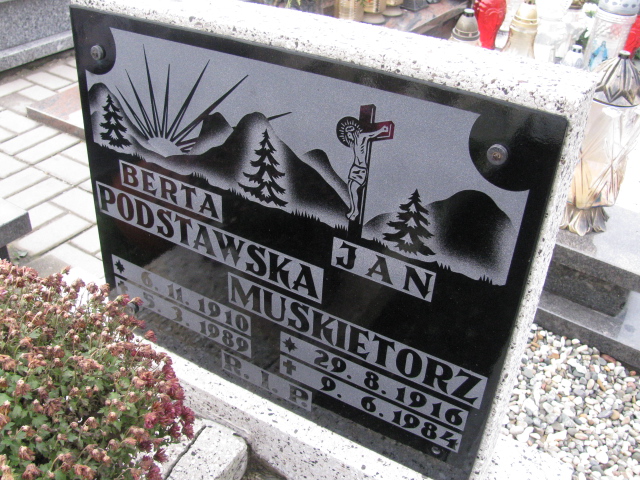 BERTA
PODSTAWSKA
* 6.11.1910
5.3.1989
JAN
MUSKIETORZ
* 29.8.1916
† 9.6.1984
R.I.P.